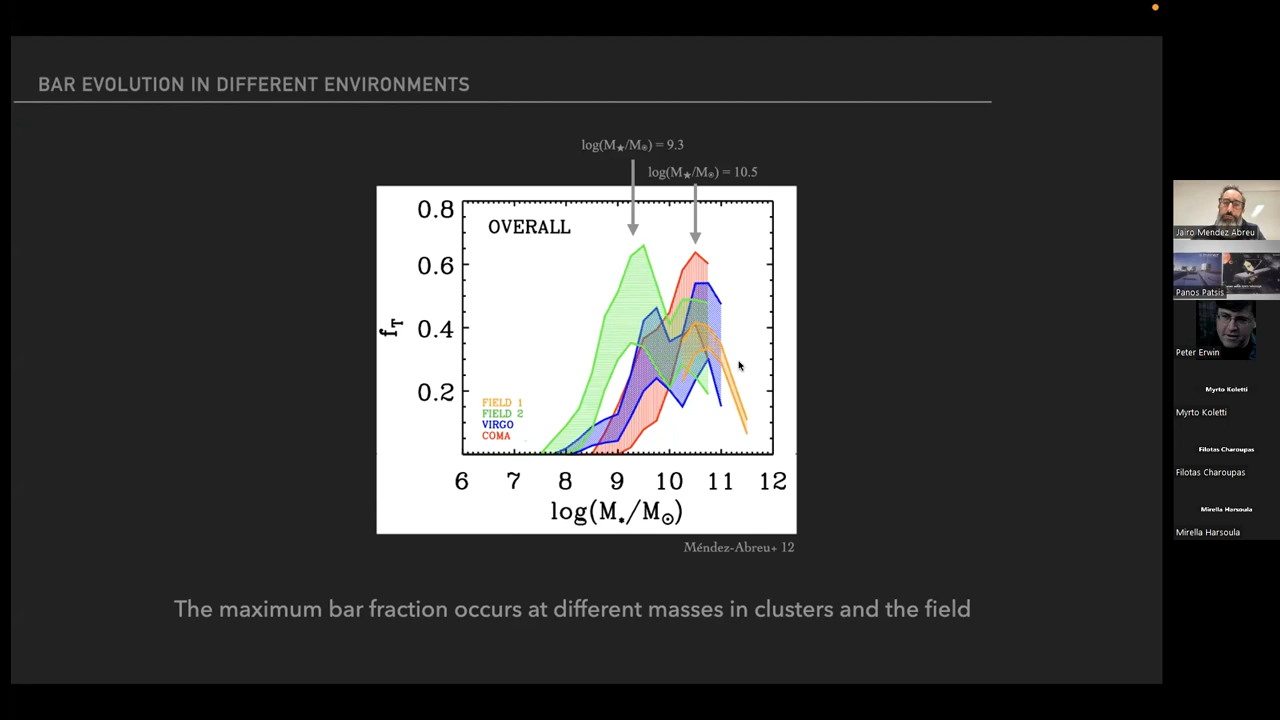 BAR EVOLUTION IN DIFFERENT ENVIRONMENTS
log(M★/M⊙) = 9.3
log(M★/M⊙) = 10.5
OVERALL
0.8
0.6
0.4
0.2
f_T
FIELD 1
FIELD 2
VIRGO
COMA
6 7 8 9 10 11 12
log(M*/M⊙)
Méndez-Abreu+ 12
The maximum bar fraction occurs at different masses in clusters and the field
Jairo Mendez Abreu
Panos Patsis
Peter Erwin
Myrto Koletti
Myrto Koletti
Filotas Charoupas
Filotas Charoupas
Mirella Harsoula
Mirella Harsoula